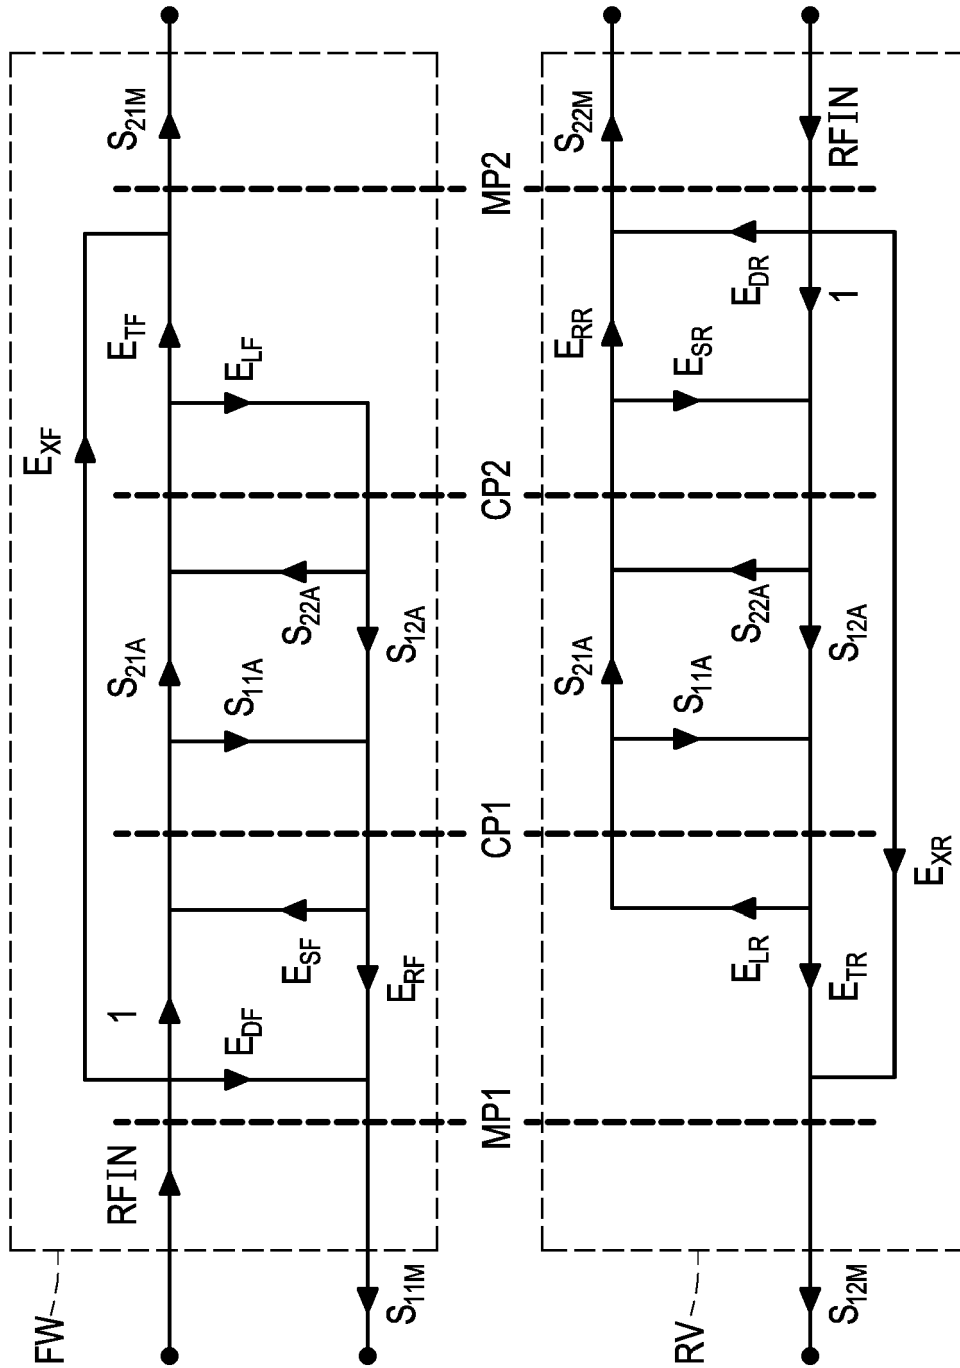 FW
RFIN
1
E_XF
S_21A
E_TF
S_21M
E_DF
E_SF
S_11A
S_22A
E_LF
S_11M
E_RF
S_12A
MP1
CP1
CP2
MP2
RV
S_21A
E_RR
S_22M
E_LR
S_11A
S_22A
E_SR
E_DR
S_12M
E_TR
S_12A
1
RFIN
E_XR